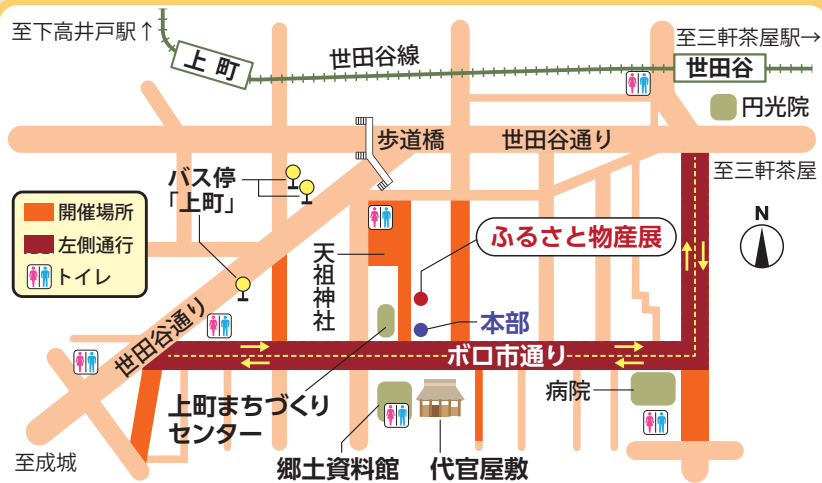 至下高井戸駅↑
上町
世田谷線
至三軒茶屋駅→
世田谷
円光院
歩道橋
世田谷通り
至三軒茶屋
バス停
「上町」
開催場所
左側通行
トイレ
N
天祖神社
ふるさと物産展
本部
世田谷通り
ボロ市通り
上町まちづくり
センター
病院
至成城
郷土資料館
代官屋敷